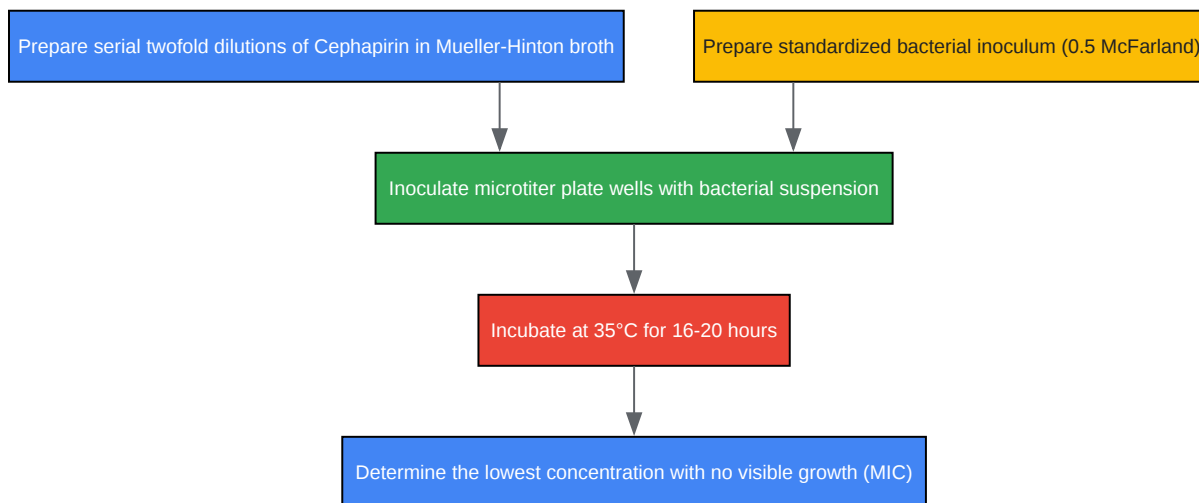 Prepare serial twofold dilutions of Cephapirin in Mueller-Hinton broth
Prepare standardized bacterial inoculum (0.5 McFarland)
Inoculate microtiter plate wells with bacterial suspension
Incubate at 35°C for 16-20 hours
Determine the lowest concentration with no visible growth (MIC)